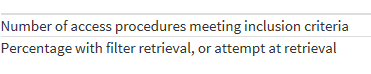 Number of access procedures meeting inclusion criteria
Percentage with filter retrieval, or attempt at retrieval